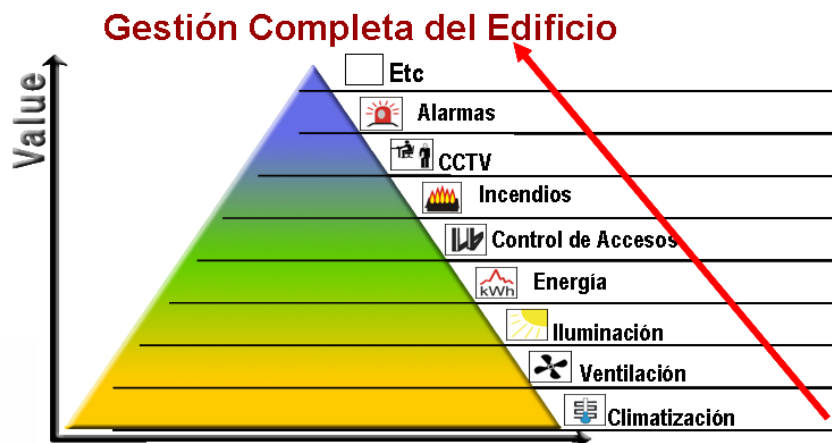 Gestión Completa del Edificio
Value
Etc
Alarmas
CCTV
Incendios
Control de Accesos
kWh
Energía
Iluminación
Ventilación
Climatización